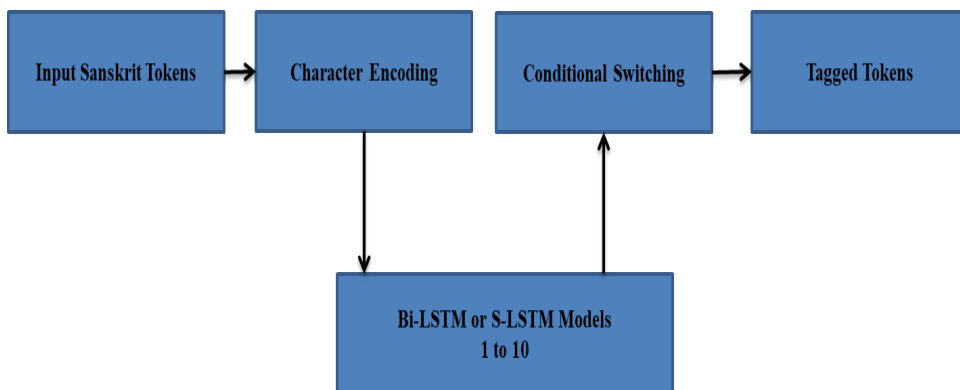 Input Sanskrit Tokens
Character Encoding
Bi-LSTM or S-LSTM Models
1 to 10
Conditional Switching
Tagged Tokens